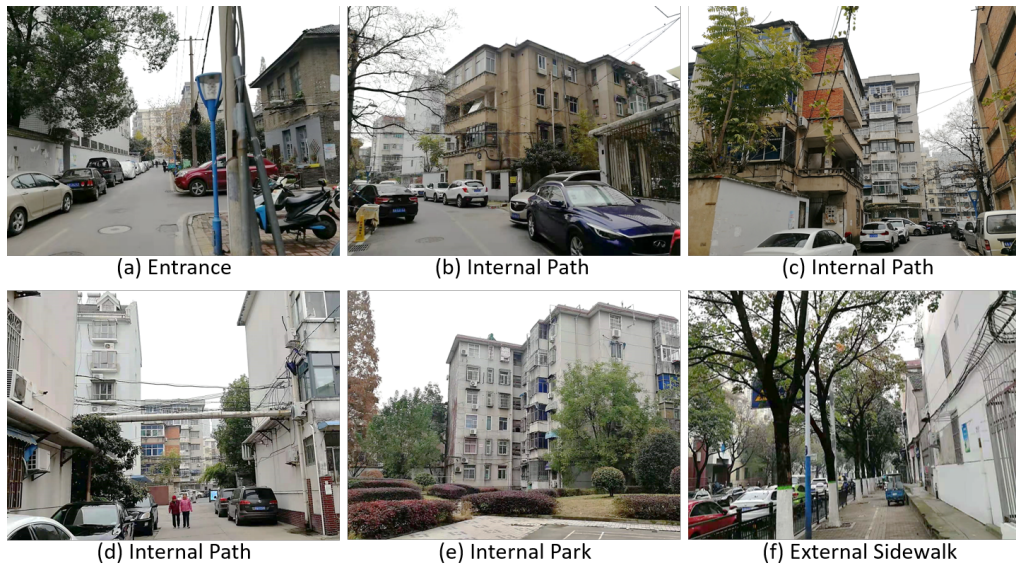 (a) Entrance
(b) Internal Path
(c) Internal Path
(d) Internal Path
(e) Internal Park
(f) External Sidewalk